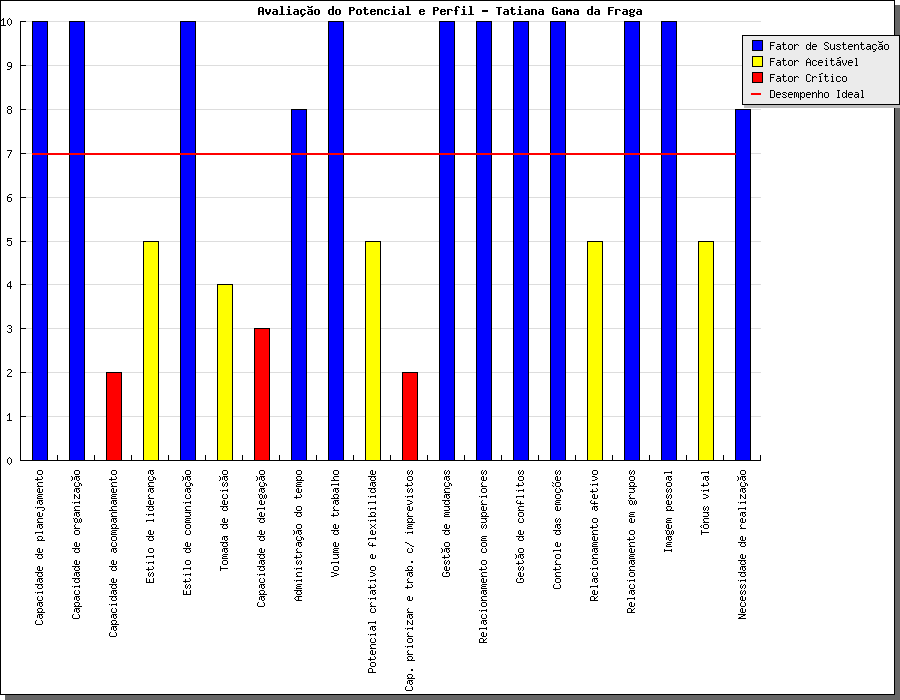 Avaliação do Potencial e Perfil - Tatiana Gama da Fraga
10
9
8
7
6
5
4
3
2
1
0
Fator de Sustentação
Fator Aceitável
Fator Crítico
Desempenho Ideal
Capacidade de planejamento
Capacidade de organização
Capacidade de acompanhamento
Estilo de liderança
Estilo de comunicação
Tomada de decisão
Capacidade de delegação
Administração do tempo
Volume de trabalho
Potencial criativo e flexibilidade
Cap. priorizar e trab. c/ imprevistos
Gestão de mudanças
Relacionamento com superiores
Gestão de conflitos
Controle das emoções
Relacionamento afetivo
Relacionamento em grupos
Imagem pessoal
Tônus vital
Necessidade de realização